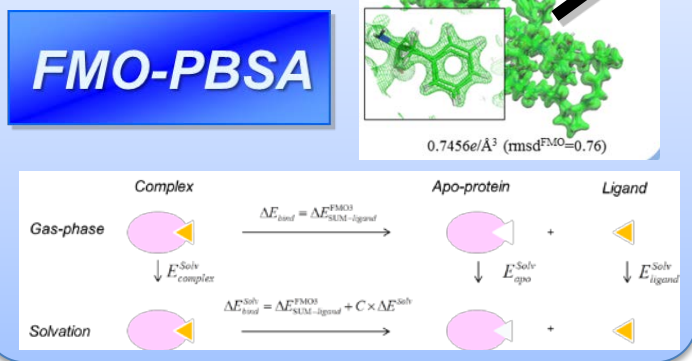 FMO-PBSA
0.7456e/Å³ (rmsd^FMO=0.76)
Complex Apo-protein Ligand
Gas-phase ΔE_bind = ΔE^FMO3_SUM-ligand +
E^Solv_complex E^Solv_apo E^Solv_ligand
Solvation ΔE^Solv_bind = ΔE^FMO3_SUM-ligand + C × ΔE^Solv +